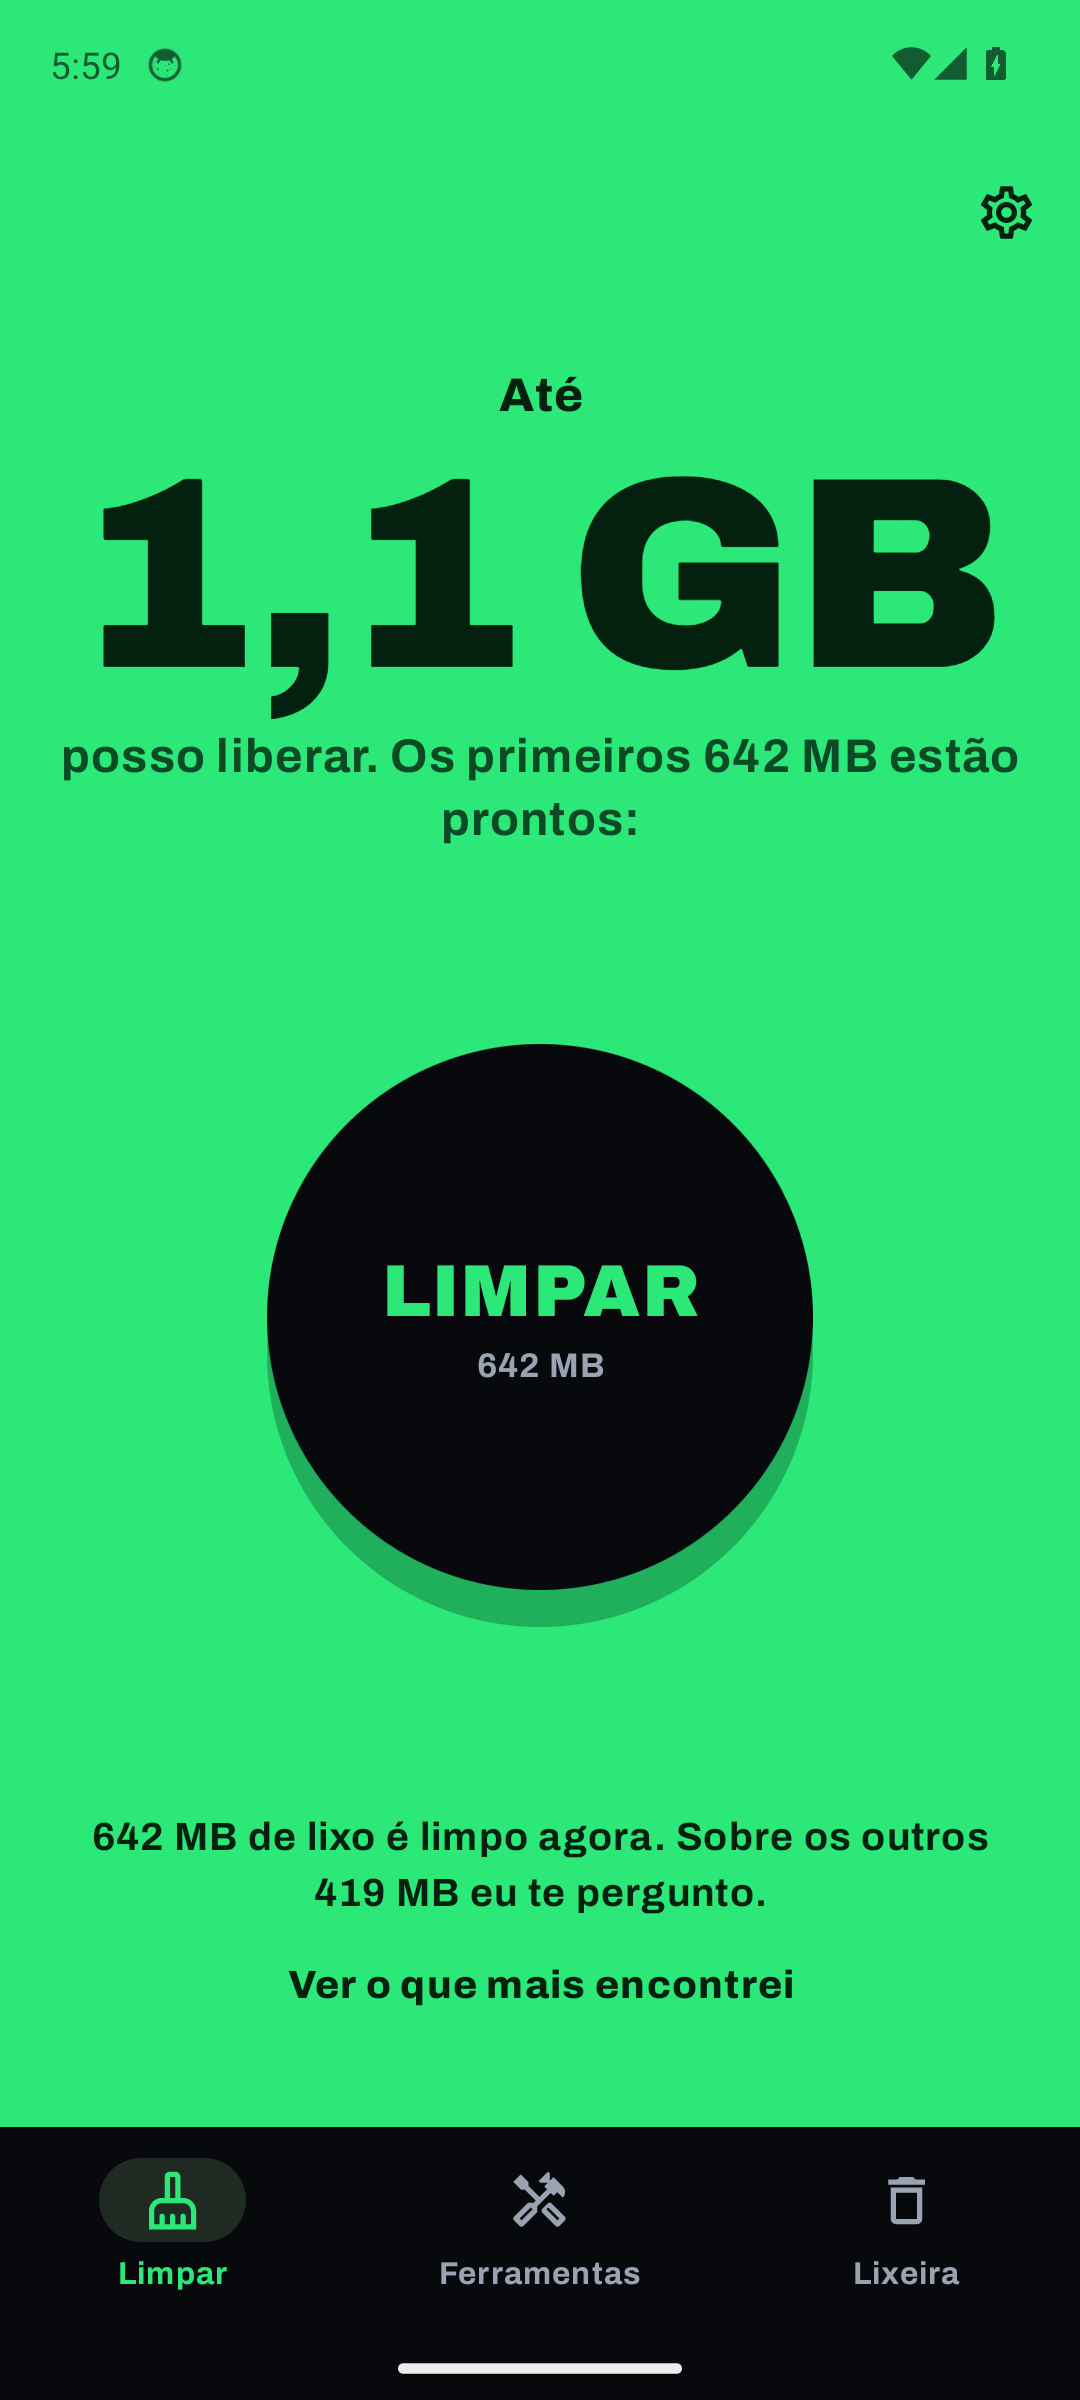 5:59
Até
1,1 GB
posso liberar. Os primeiros 642 MB estão
prontos:
LIMPAR
642 MB
642 MB de lixo é limpo agora. Sobre os outros
419 MB eu te pergunto.
Ver o que mais encontrei
Limpar
Ferramentas
Lixeira